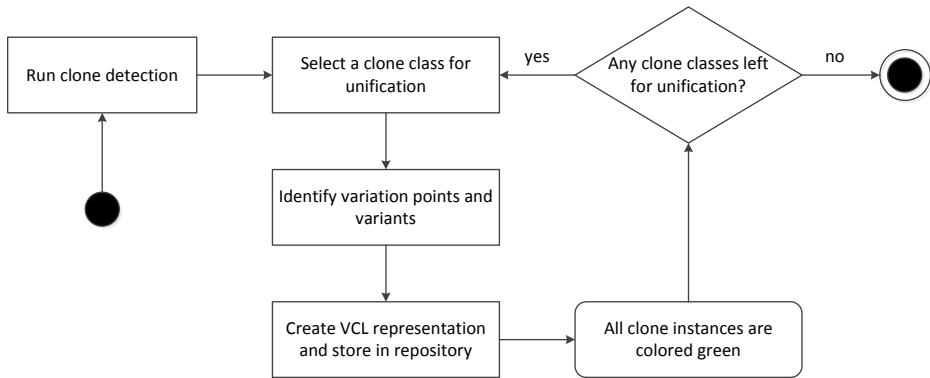 Run clone detection
Select a clone class for
unification
yes
Any clone classes left
for unification?
no
Identify variation points and
variants
Create VCL representation
and store in repository
All clone instances are
colored green